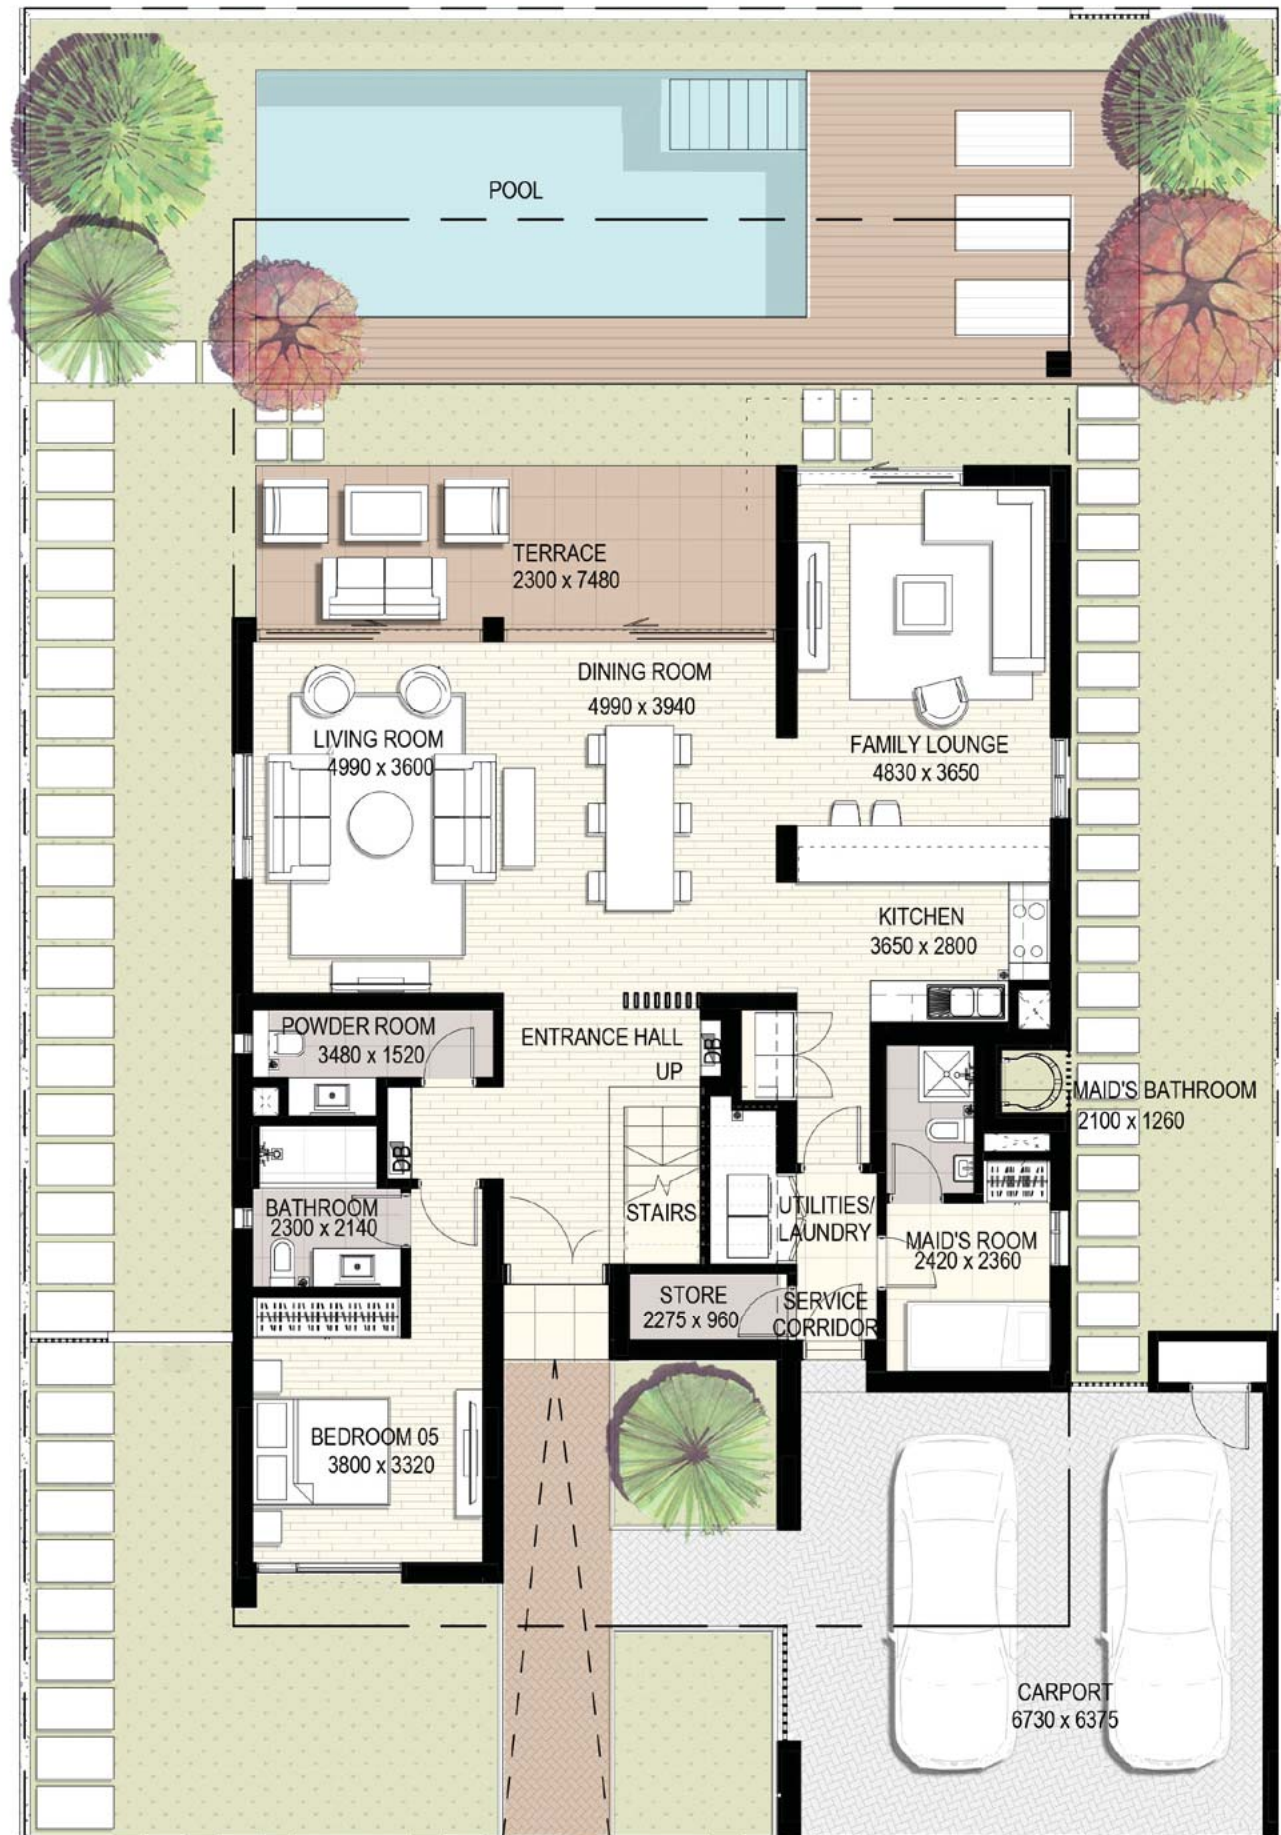 POOL
TERRACE
2300 x 7480
DINING ROOM
4990 x 3940
LIVING ROOM
4990 x 3600
FAMILY LOUNGE
4830 x 3650
KITCHEN
3650 x 2800
POWDER ROOM
3480 x 1520
ENTRANCE HALL
UP
DB
MAID'S BATHROOM
2100 x 1260
DB
BATHROOM
2300 x 2140
STAIRS
UTILITIES/
LAUNDRY
MAID'S ROOM
2420 x 2360
STORE
2275 x 960
SERVICE
CORRIDOR
BEDROOM 05
3800 x 3320
CARPORT
6730 x 6375